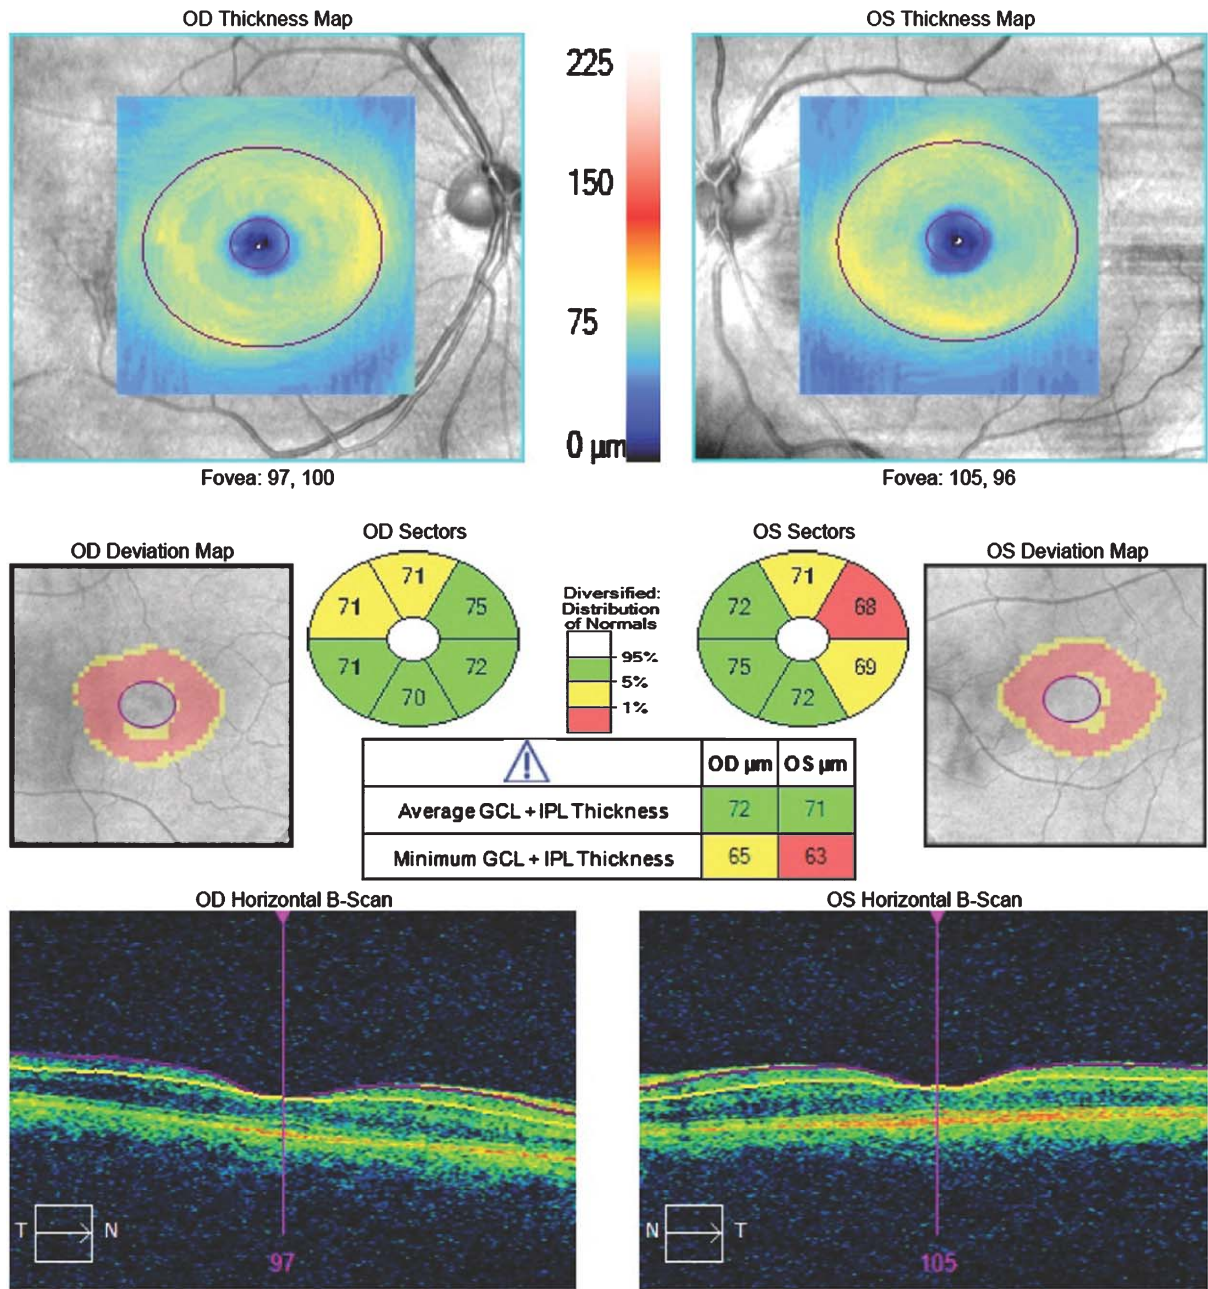 OD Thickness Map
OS Thickness Map
225
150
75
0 µm
Fovea: 97, 100
Fovea: 105, 96
OD Deviation Map
OD Sectors
71
71
75
71
72
70
Diversified:
Distribution
of Normals
95%
5%
1%
OS Sectors
71
72
68
75
69
72
OS Deviation Map
OD µm OS µm
Average GCL + IPL Thickness 72 71
Minimum GCL + IPL Thickness 65 63
OD Horizontal B-Scan
OS Horizontal B-Scan
T N
97
N T
105